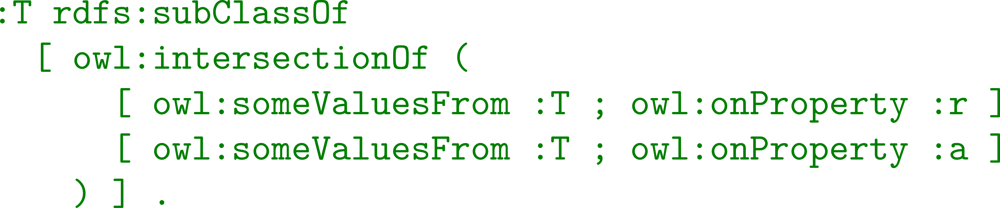 :T rdfs:subClassOf
[ owl:intersectionOf (
[ owl:someValuesFrom :T ; owl:onProperty :r ]
[ owl:someValuesFrom :T ; owl:onProperty :a ]
) ] .